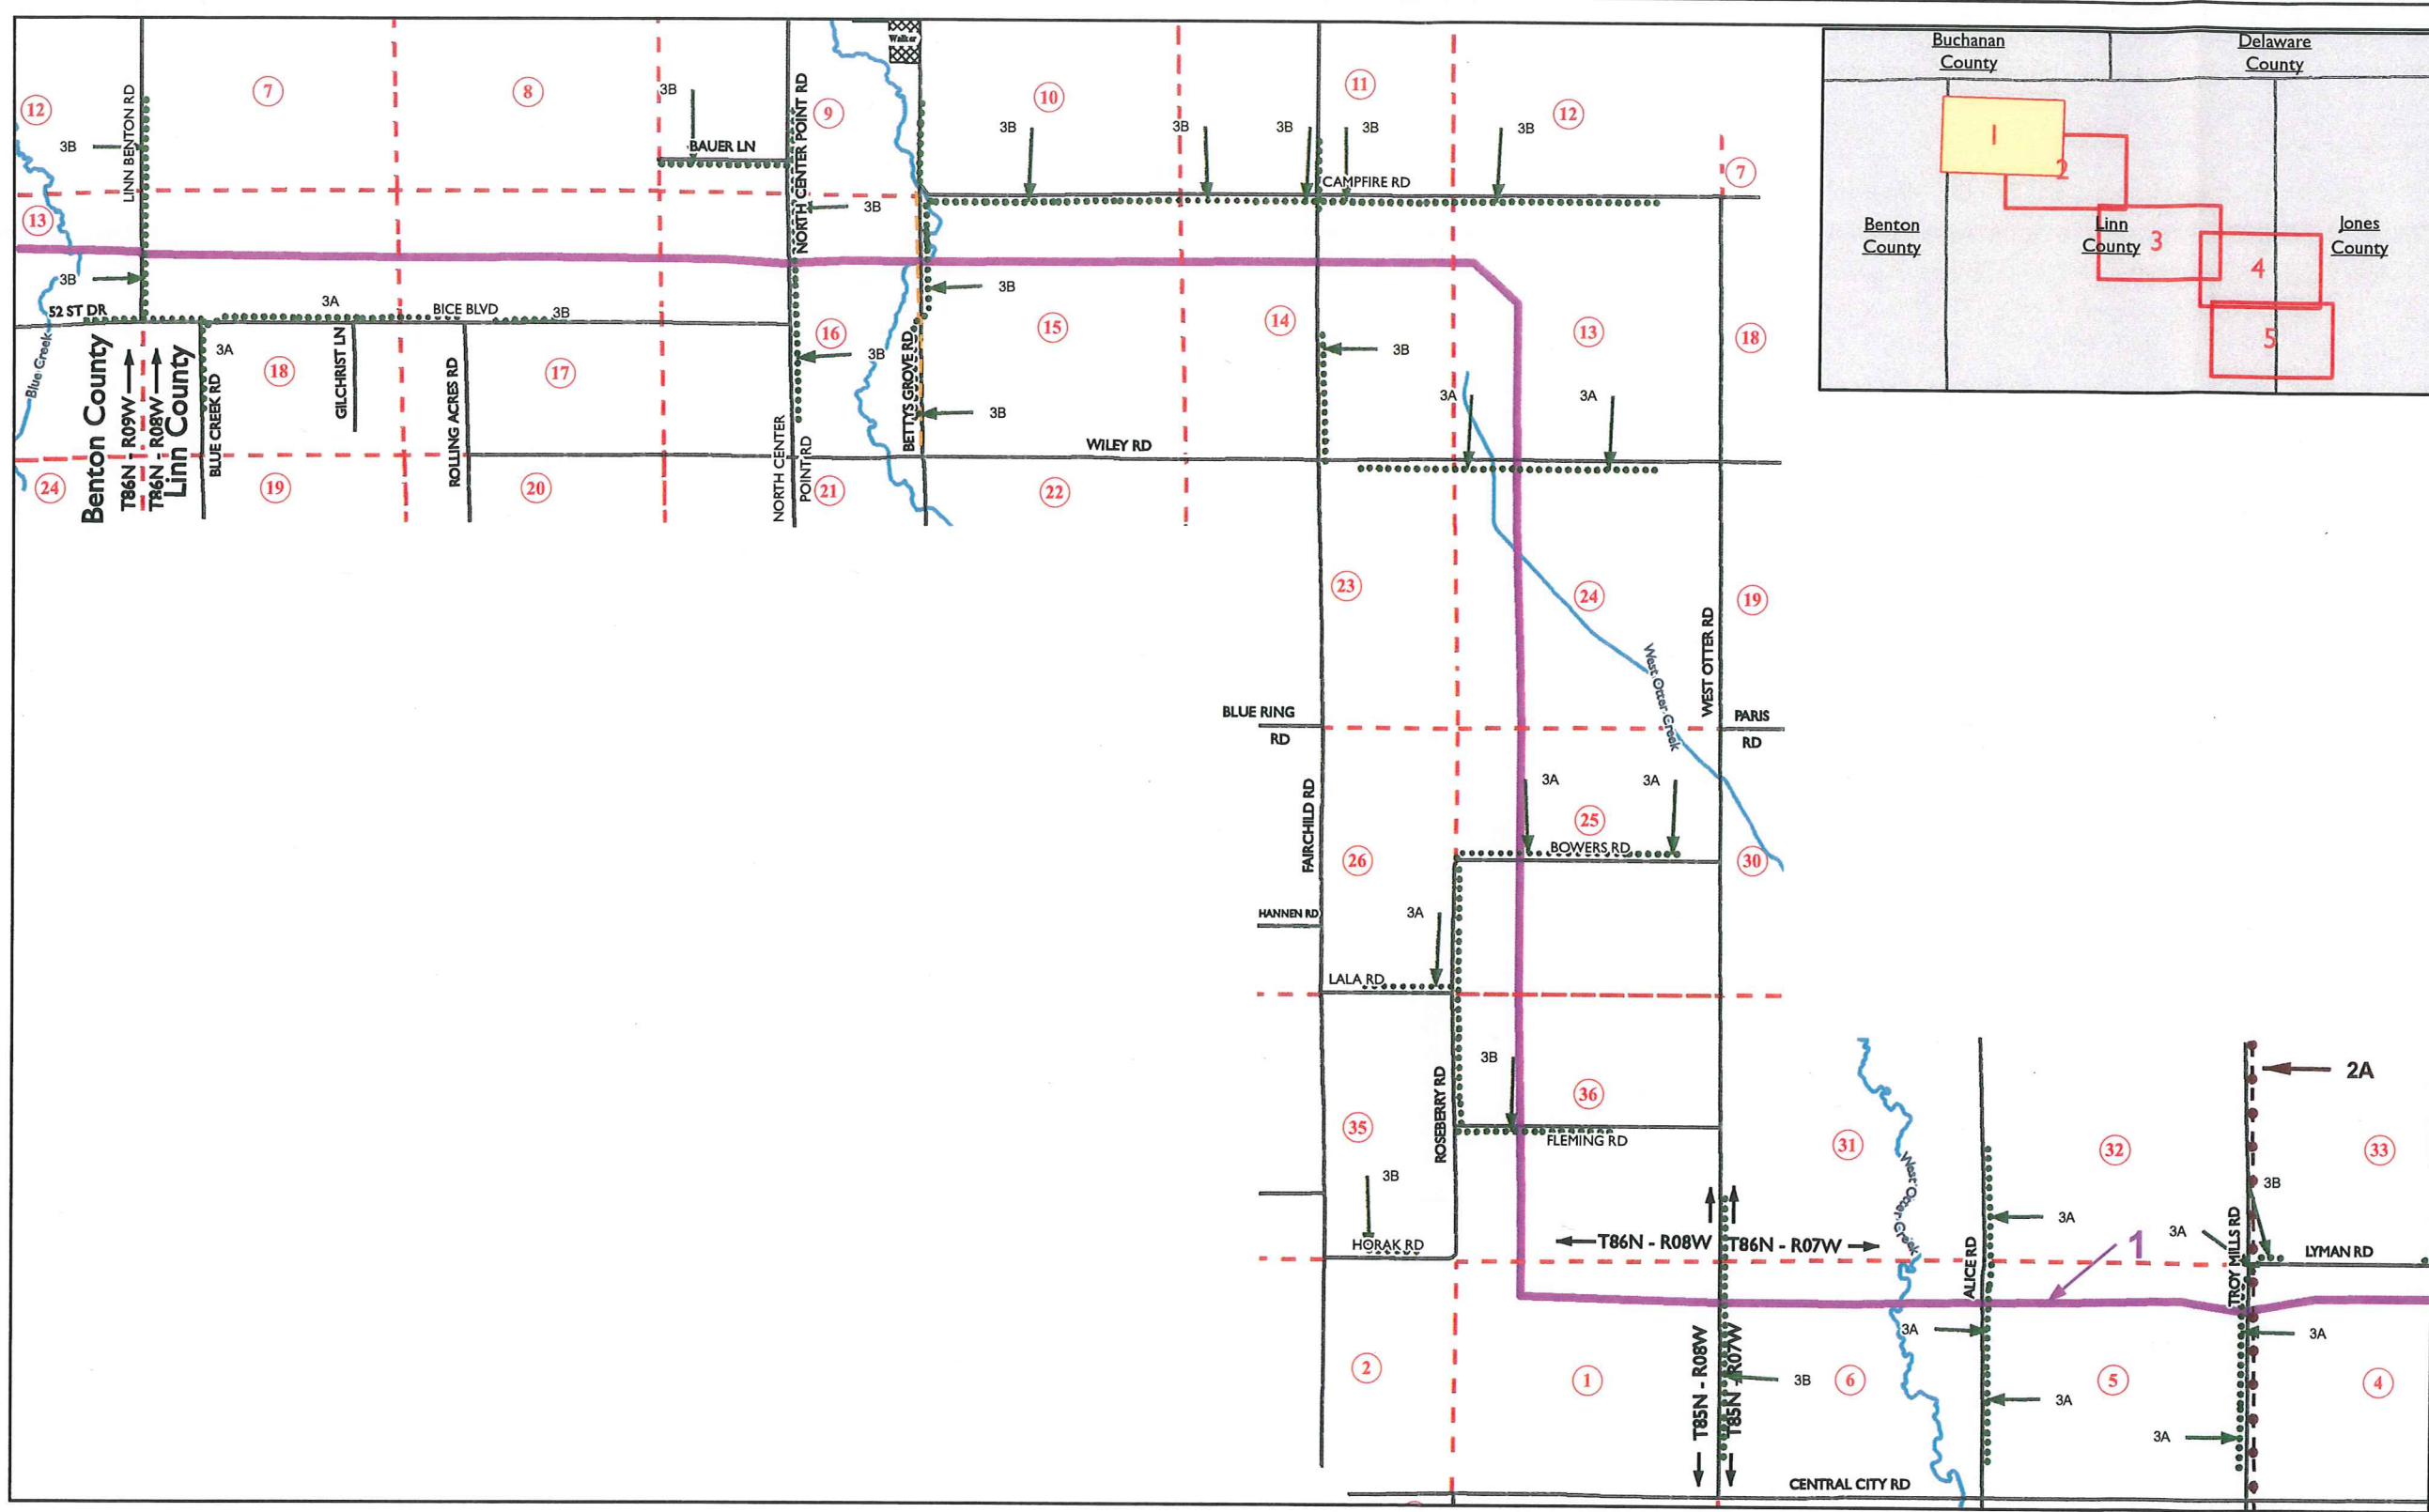 Walker
Buchanan
County
Delaware
County
Benton
County
Linn
County
Jones
County
1
2
3
4
5
12
7
8
9
10
11
12
7
3B
LINN BENTON RD
3B
BAUER LN
NORTH CENTER POINT RD
3B
3B
3B
3B
3B
3B
CAMPFIRE RD
13
3B
3B
52 ST DR
3A
BICE BLVD
3B
16
15
14
13
18
3B
3B
3B
3A
3A
Blue Creek
3A
18
17
GILCHRIST LN
ROLLING ACRES RD
BLUE CREEK RD
BETTYS GROVE RD
3B
WILEY RD
Benton County
T86N - R09W
T86N - R08W
Linn County
NORTH CENTER
POINT RD
24
19
20
21
22
23
24
19
West Otter Creek
WEST OTTER RD
BLUE RING
RD
PARIS
RD
FAIRCHILD RD
3A
3A
25
BOWERS RD
26
30
HANNEN RD
3A
LALA RD
3B
ROSEBERRY RD
36
FLEMING RD
35
3B
HORAK RD
31
32
33
2A
West Otter Creek
3A
3B
3A
T86N - R08W
T86N - R07W
ALICE RD
1
TROY MILLS RD
LYMAN RD
3A
3A
T85N - R08W
T85N - R07W
3B
2
1
6
3A
5
4
3A
CENTRAL CITY RD